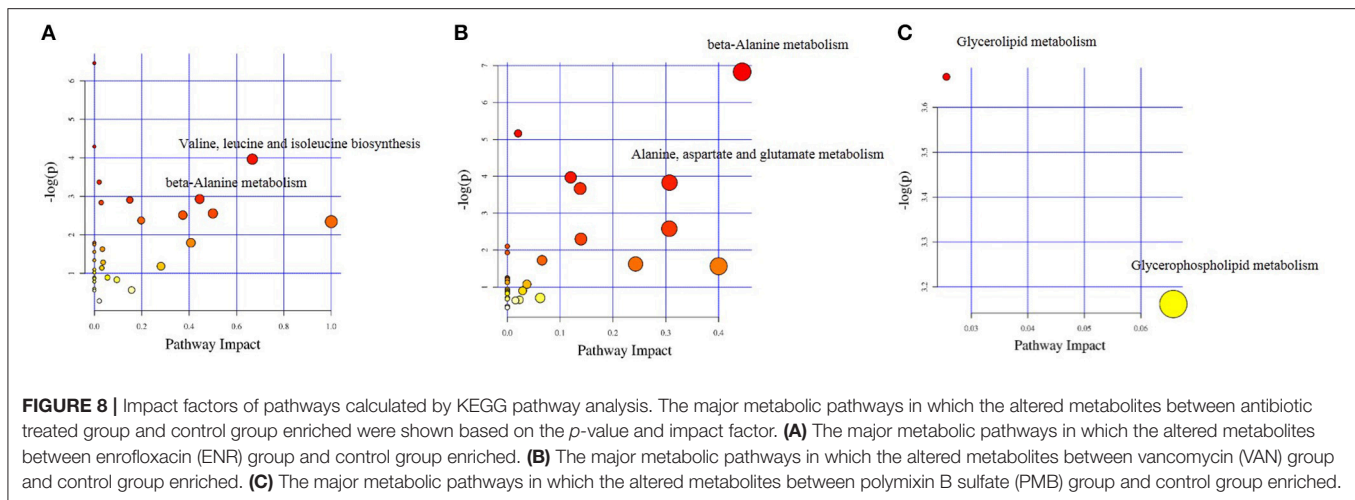 A
B
C
beta-Alanine metabolism
Glycerolipid metabolism
Valine, leucine and isoleucine biosynthesis
beta-Alanine metabolism
Alanine, aspartate and glutamate metabolism
Glycerophospholipid metabolism
-log(p)
6
5
4
3
2
1
0.0 0.2 0.4 0.6 0.8 1.0
Pathway Impact
-log(p)
7
6
5
4
3
2
1
0.0 0.1 0.2 0.3 0.4
Pathway Impact
-log(p)
3.6
3.5
3.4
3.3
3.2
0.03 0.04 0.05 0.06
Pathway Impact
FIGURE 8 | Impact factors of pathways calculated by KEGG pathway analysis. The major metabolic pathways in which the altered metabolites between antibiotic
treated group and control group enriched were shown based on the p-value and impact factor. (A) The major metabolic pathways in which the altered metabolites
between enrofloxacin (ENR) group and control group enriched. (B) The major metabolic pathways in which the altered metabolites between vancomycin (VAN) group
and control group enriched. (C) The major metabolic pathways in which the altered metabolites between polymixin B sulfate (PMB) group and control group enriched.